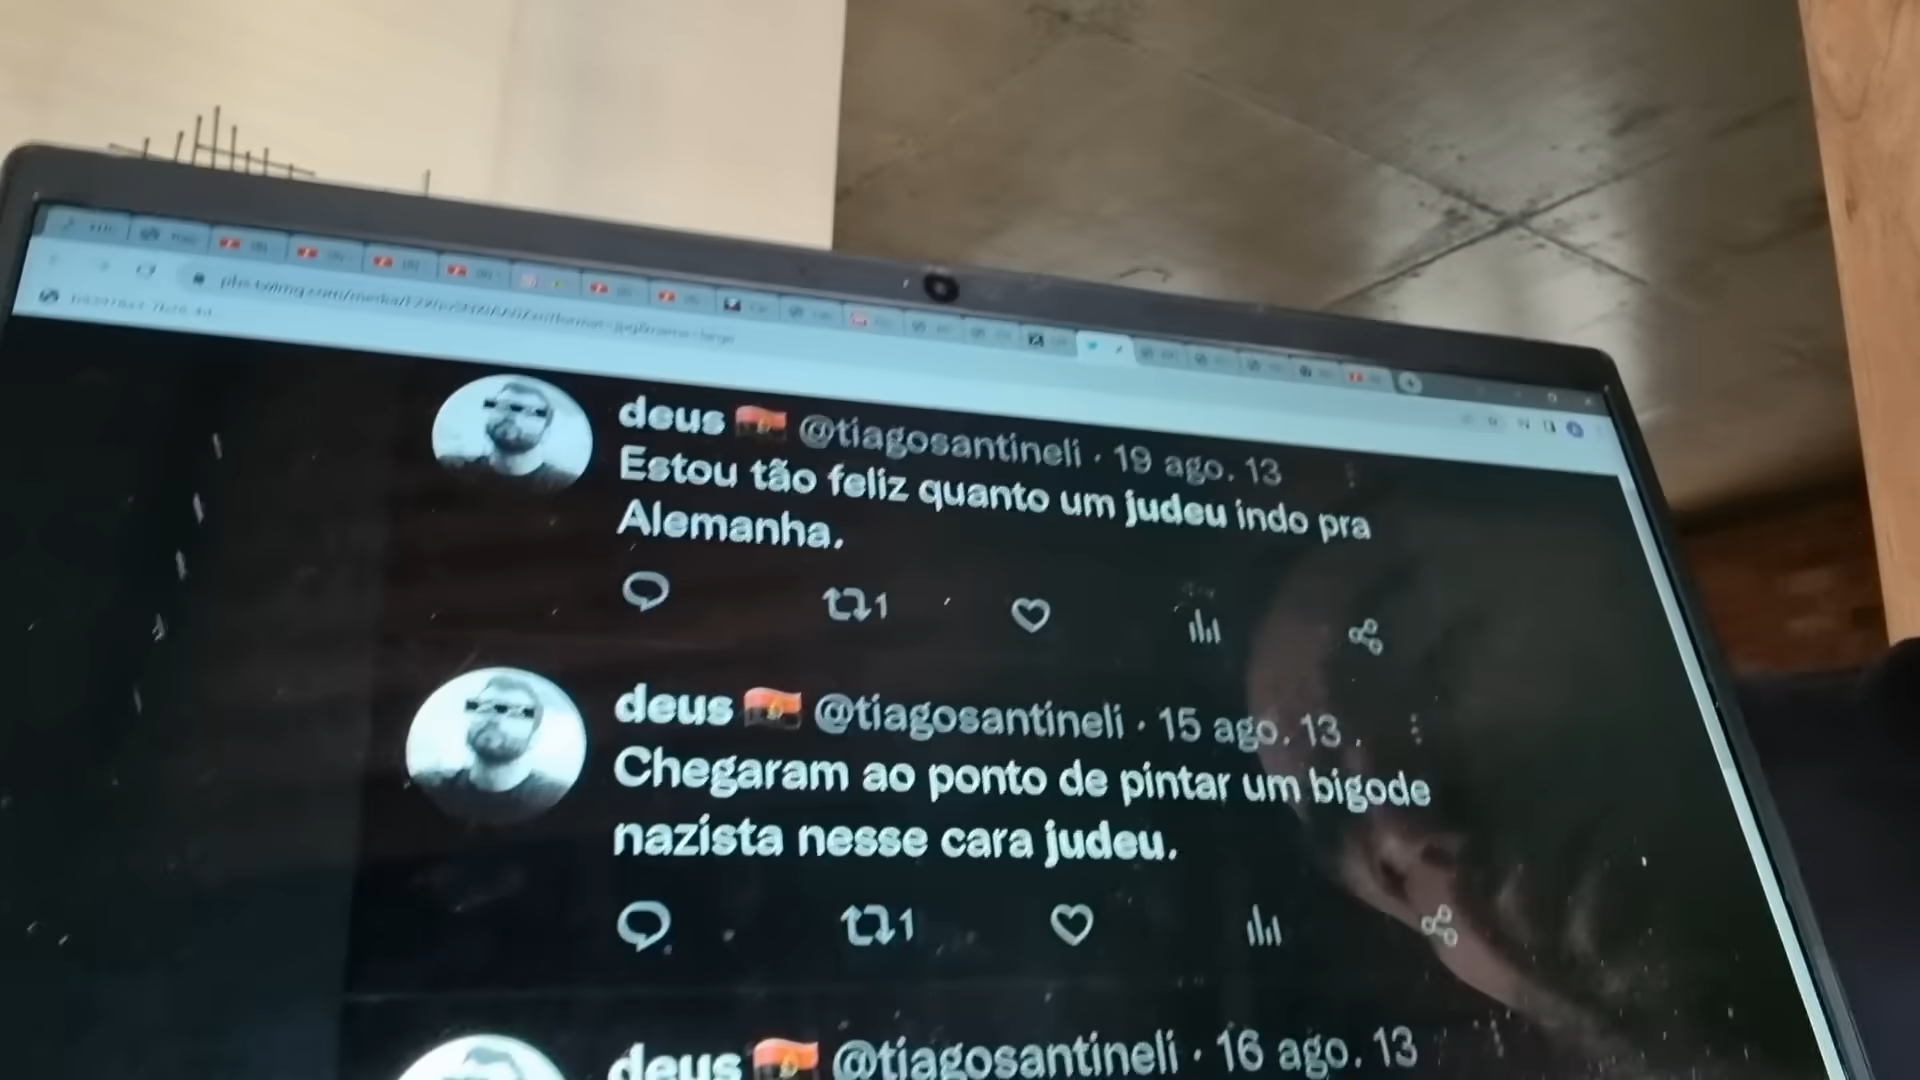 deus @tiagosantineli · 19 ago. 13
Estou tão feliz quanto um judeu indo pra
Alemanha.
1
deus @tiagosantineli · 15 ago. 13
Chegaram ao ponto de pintar um bigode
nazista nesse cara judeu.
1
deus @tiagosantineli · 16 ago. 13